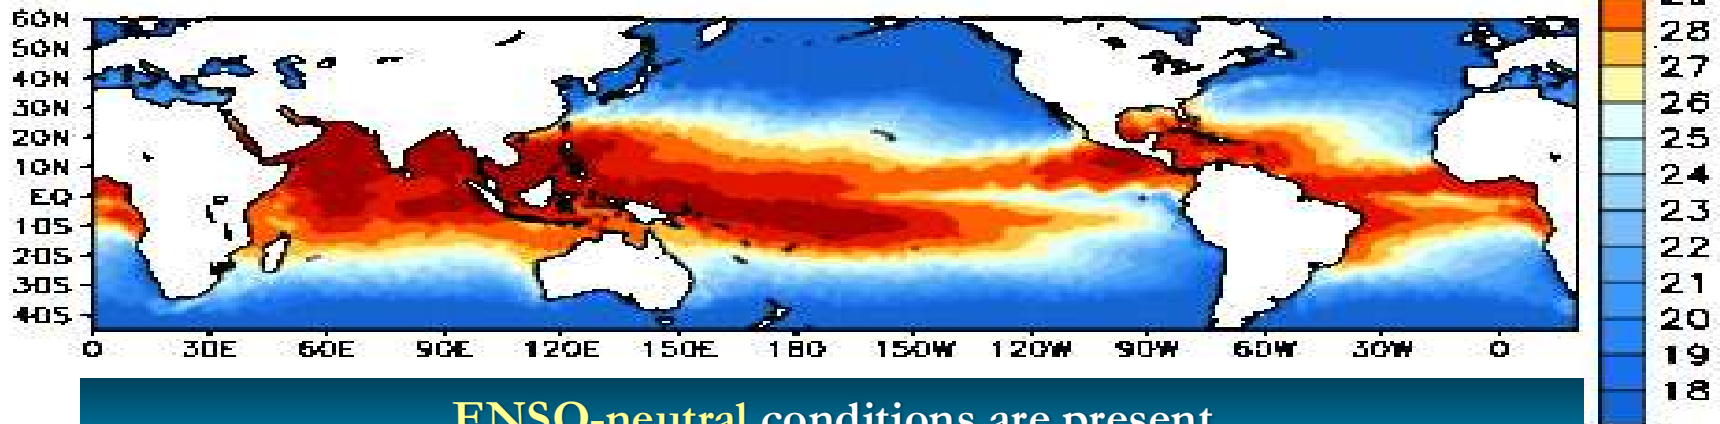 60N
50N
40N
30N
20N
10N
EQ
10S
20S
30S
40S
0 30E 60E 90E 120E 150E 180 150W 120W 90W 60W 30W 0
28
27
26
25
24
23
22
21
20
19
18
ENSO-neutral conditions are present